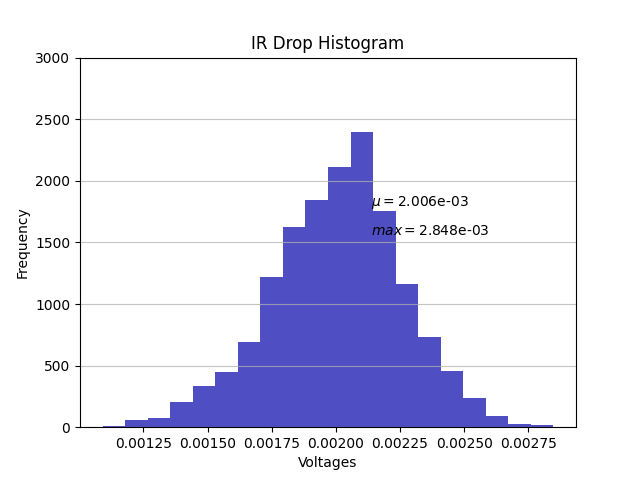 IR Drop Histogram
3000
2500
2000
1500
1000
500
0
Frequency
μ = 2.006e-03
max = 2.848e-03
0.00125 0.00150 0.00175 0.00200 0.00225 0.00250 0.00275
Voltages